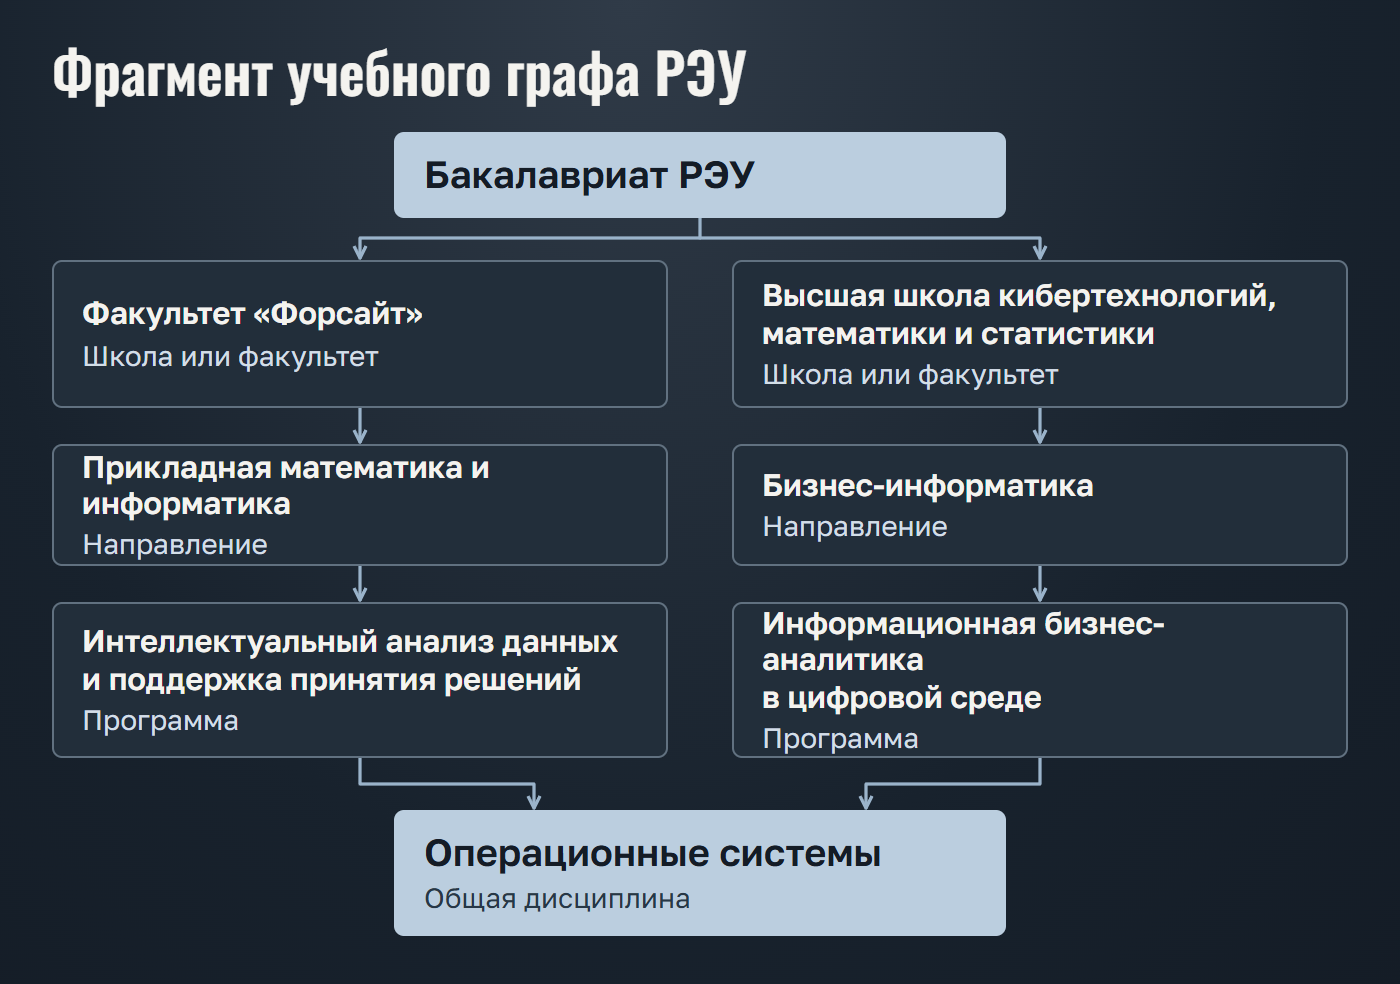 Фрагмент учебного графа РЭУ
Бакалавриат РЭУ
Факультет «Форсайт»
Школа или факультет
Высшая школа кибертехнологий,
математики и статистики
Школа или факультет
Прикладная математика и
информатика
Направление
Бизнес-информатика
Направление
Интеллектуальный анализ данных
и поддержка принятия решений
Программа
Информационная бизнес-
аналитика
в цифровой среде
Программа
Операционные системы
Общая дисциплина